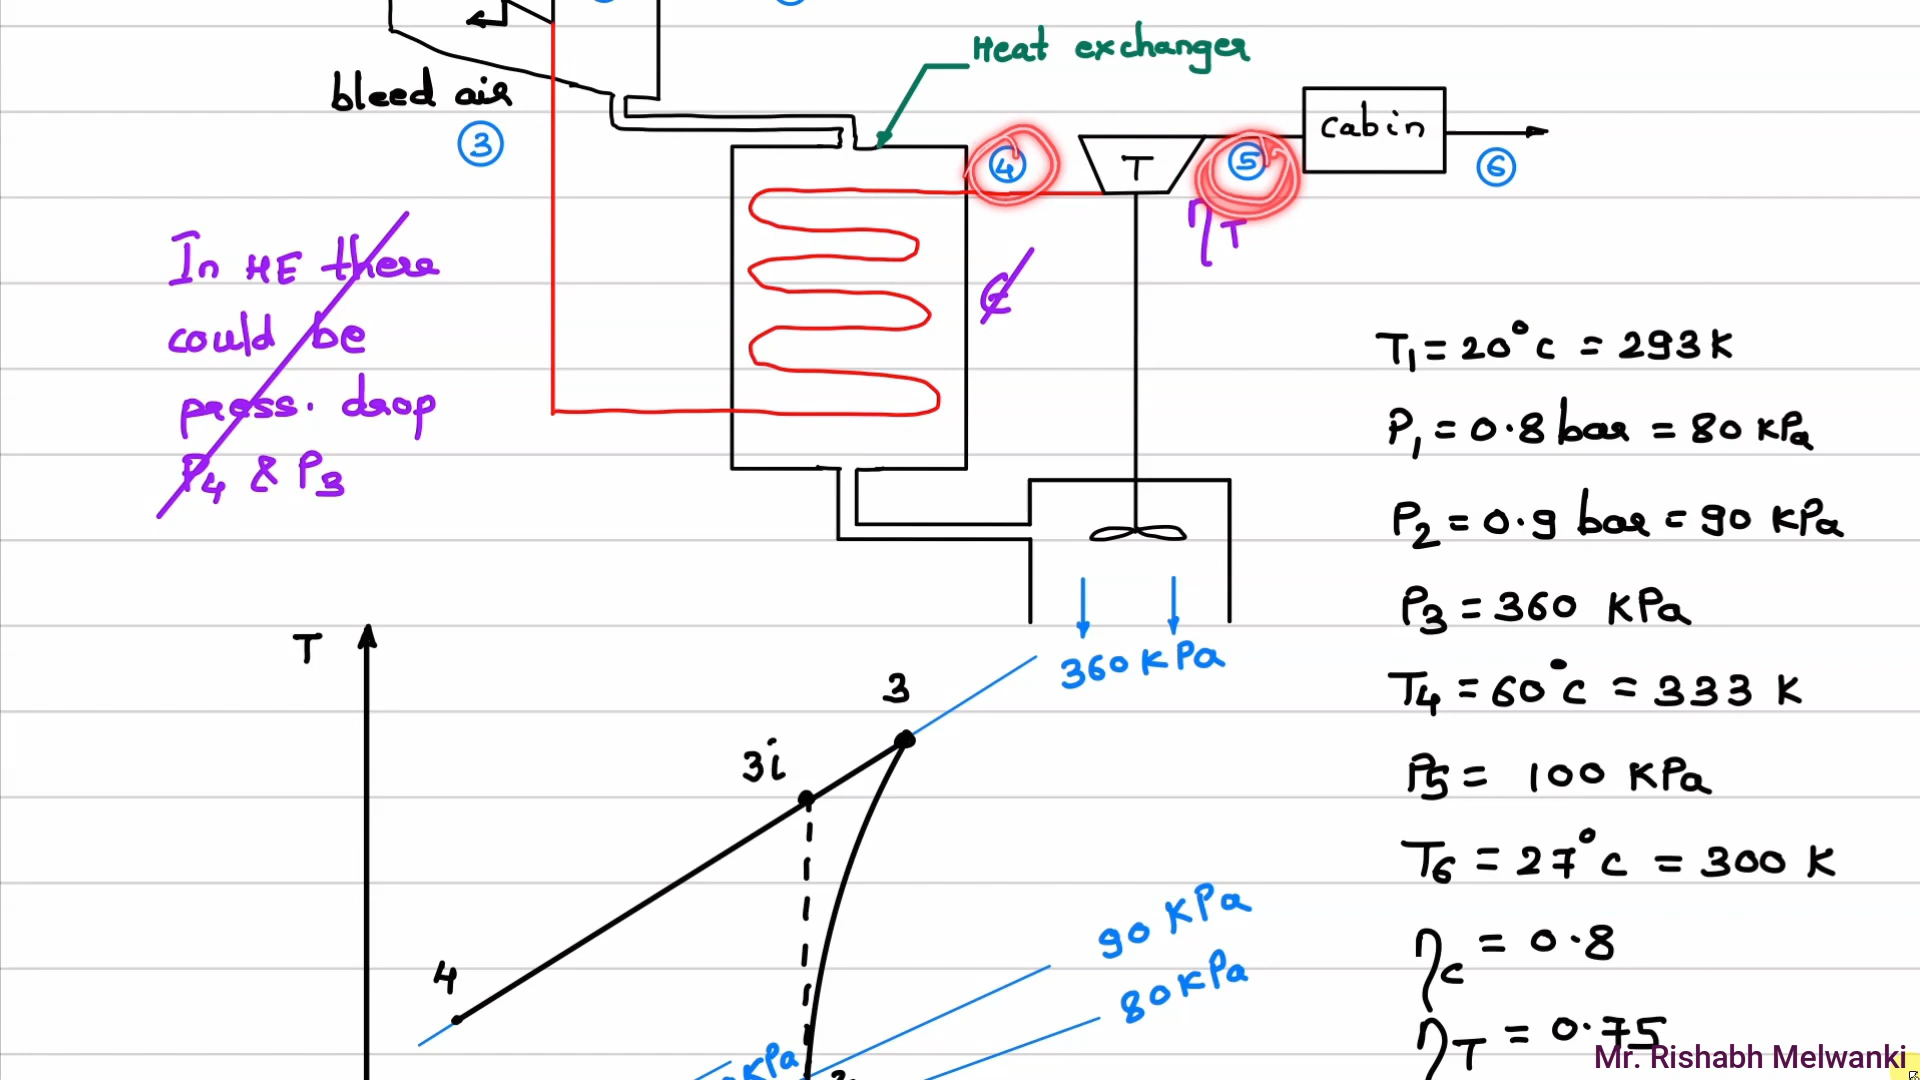 Heat exchanger
bleed air
3
4
T
5
Cabin
6
ηT
In HE there
could be
press. drop
P4 & P3
€
T1 = 20°C = 293 K
P1 = 0.8 bar = 80 KPa
P2 = 0.9 bar = 90 KPa
P3 = 360 KPa
T4 = 60°C = 333 K
P5 = 100 KPa
T6 = 27°C = 300 K
ηc = 0.8
ηT = 0.75
T
360 KPa
3
3i
4
90 KPa
80 KPa
KPa
Mr. Rishabh Melwanki